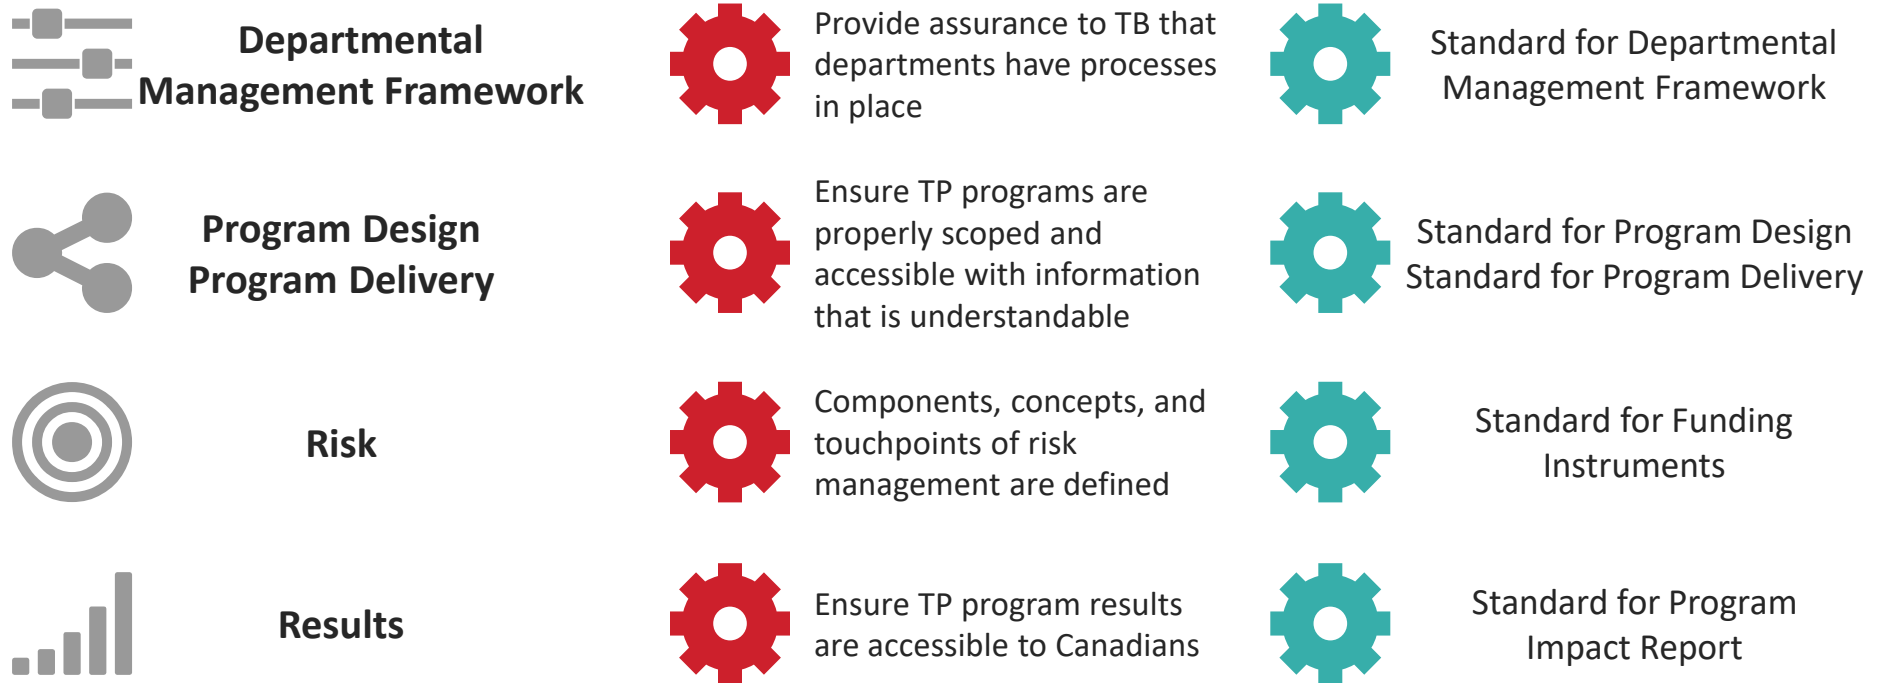 Departmental
Management Framework
Provide assurance to TB that
departments have processes
in place
Standard for Departmental
Management Framework
Program Design
Program Delivery
Ensure TP programs are
properly scoped and
accessible with information
that is understandable
Standard for Program Design
Standard for Program Delivery
Risk
Components, concepts, and
touchpoints of risk
management are defined
Standard for Funding
Instruments
Results
Ensure TP program results
are accessible to Canadians
Standard for Program
Impact Report